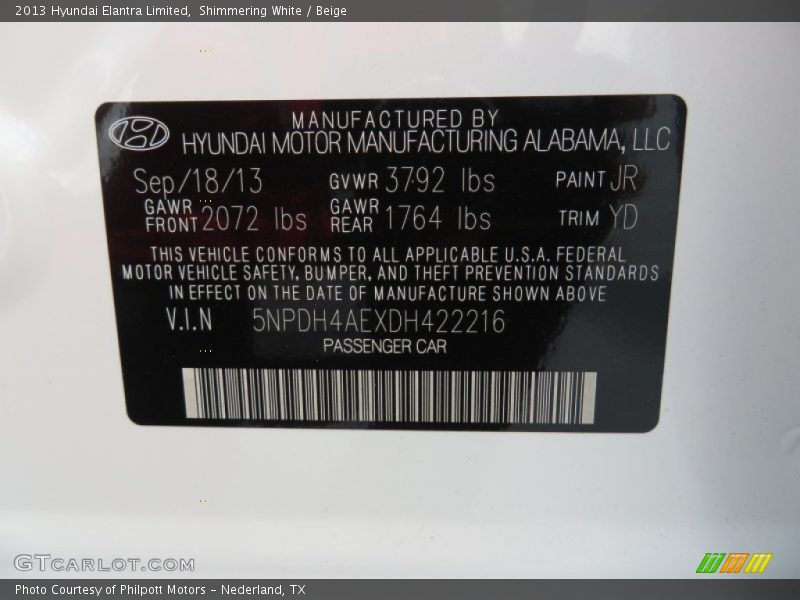 2013 Hyundai Elantra Limited,  Shimmering White / Beige
MANUFACTURED BY
HYUNDAI MOTOR MANUFACTURING ALABAMA, LLC
Sep/18/13 GVWR 3792 lbs PAINT JR
GAWR FRONT 2072 lbs GAWR REAR 1764 lbs TRIM YD
THIS VEHICLE CONFORMS TO ALL APPLICABLE U.S.A. FEDERAL
MOTOR VEHICLE SAFETY, BUMPER, AND THEFT PREVENTION STANDARDS
IN EFFECT ON THE DATE OF MANUFACTURE SHOWN ABOVE
V.I.N 5NPDH4AEXDH422216
PASSENGER CAR
GTCARLOT.COM
Photo Courtesy of Philpott Motors - Nederland, TX